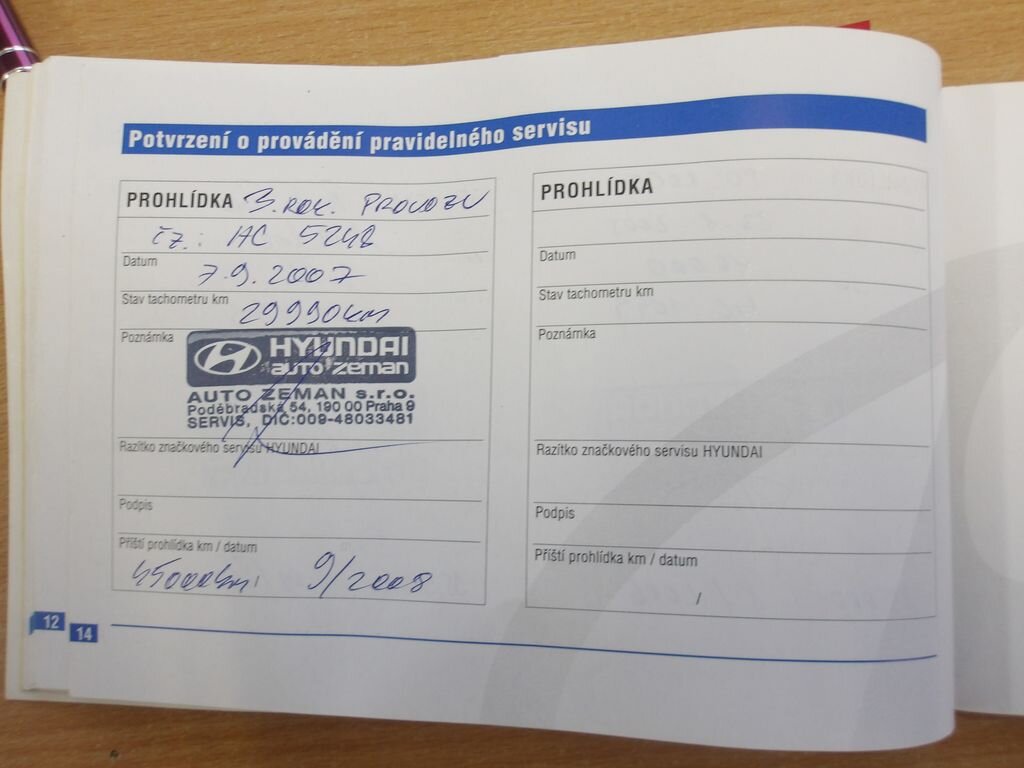 Potvrzení o provádění pravidelného servisu
PROHLÍDKA 3. ROK. PROVOZU
čz.: AC 5248
Datum
7.9.2007
Stav tachometru km
29990km
Poznámka
HYUNDAI
auto zeman
AUTO ZEMAN s.r.o.
Poděbradská 54, 190 00 Praha 9
SERVIS, DIČ:009-48033481
Razítko značkového servisu HYUNDAI
Podpis
Příští prohlídka km / datum
45000km / 9/2008
PROHLÍDKA
Datum
Stav tachometru km
Poznámka
Razítko značkového servisu HYUNDAI
Podpis
Příští prohlídka km / datum
/
12
14